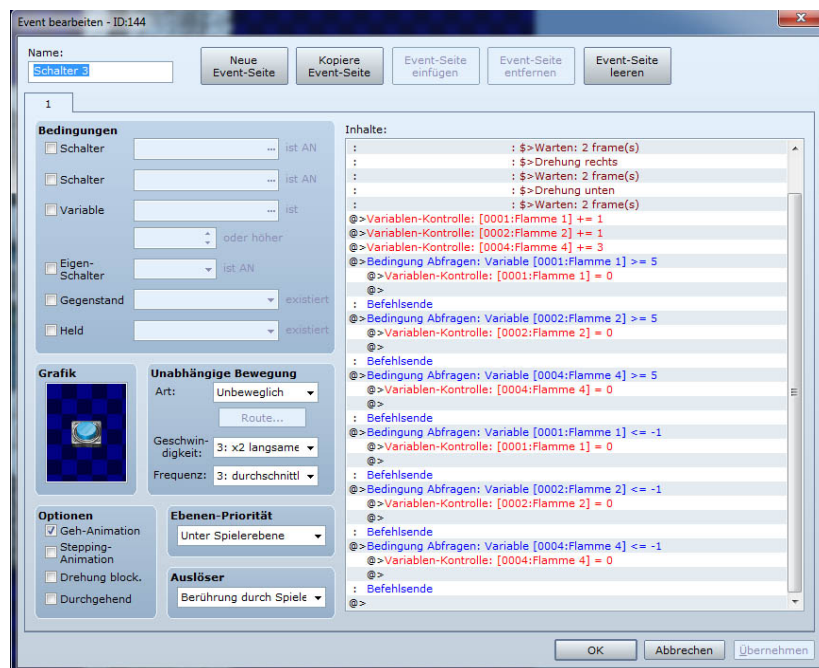 Event bearbeiten - ID:144
Name:
Schalter 3
Neue Event-Seite
Kopiere Event-Seite
Event-Seite einfügen
Event-Seite entfernen
Event-Seite leeren
1
Bedingungen
Schalter ... ist AN
Schalter ... ist AN
Variable ... ist
oder höher
Eigen-Schalter ist AN
Gegenstand existiert
Held existiert
Grafik
Unabhängige Bewegung
Art: Unbeweglich
Route...
Geschwin-digkeit: 3: x2 langsame
Frequenz: 3: durchschnittl
Optionen
Geh-Animation
Stepping-Animation
Drehung block.
Durchgehend
Ebenen-Priorität
Unter Spielerebene
Auslöser
Berührung durch Spiele
Inhalte:
: : $>Warten: 2 frame(s)
: : $>Drehung rechts
: : $>Warten: 2 frame(s)
: : $>Drehung unten
: : $>Warten: 2 frame(s)
@>Variablen-Kontrolle: [0001:Flamme 1] += 1
@>Variablen-Kontrolle: [0002:Flamme 2] += 1
@>Variablen-Kontrolle: [0004:Flamme 4] += 3
@>Bedingung Abfragen: Variable [0001:Flamme 1] >= 5
@>Variablen-Kontrolle: [0001:Flamme 1] = 0
@>
: Befehlsende
@>Bedingung Abfragen: Variable [0002:Flamme 2] >= 5
@>Variablen-Kontrolle: [0002:Flamme 2] = 0
@>
: Befehlsende
@>Bedingung Abfragen: Variable [0004:Flamme 4] >= 5
@>Variablen-Kontrolle: [0004:Flamme 4] = 0
@>
: Befehlsende
@>Bedingung Abfragen: Variable [0001:Flamme 1] <= -1
@>Variablen-Kontrolle: [0001:Flamme 1] = 0
@>
: Befehlsende
@>Bedingung Abfragen: Variable [0002:Flamme 2] <= -1
@>Variablen-Kontrolle: [0002:Flamme 2] = 0
@>
: Befehlsende
@>Bedingung Abfragen: Variable [0004:Flamme 4] <= -1
@>Variablen-Kontrolle: [0004:Flamme 4] = 0
@>
: Befehlsende
@>
OK
Abbrechen
Übernehmen